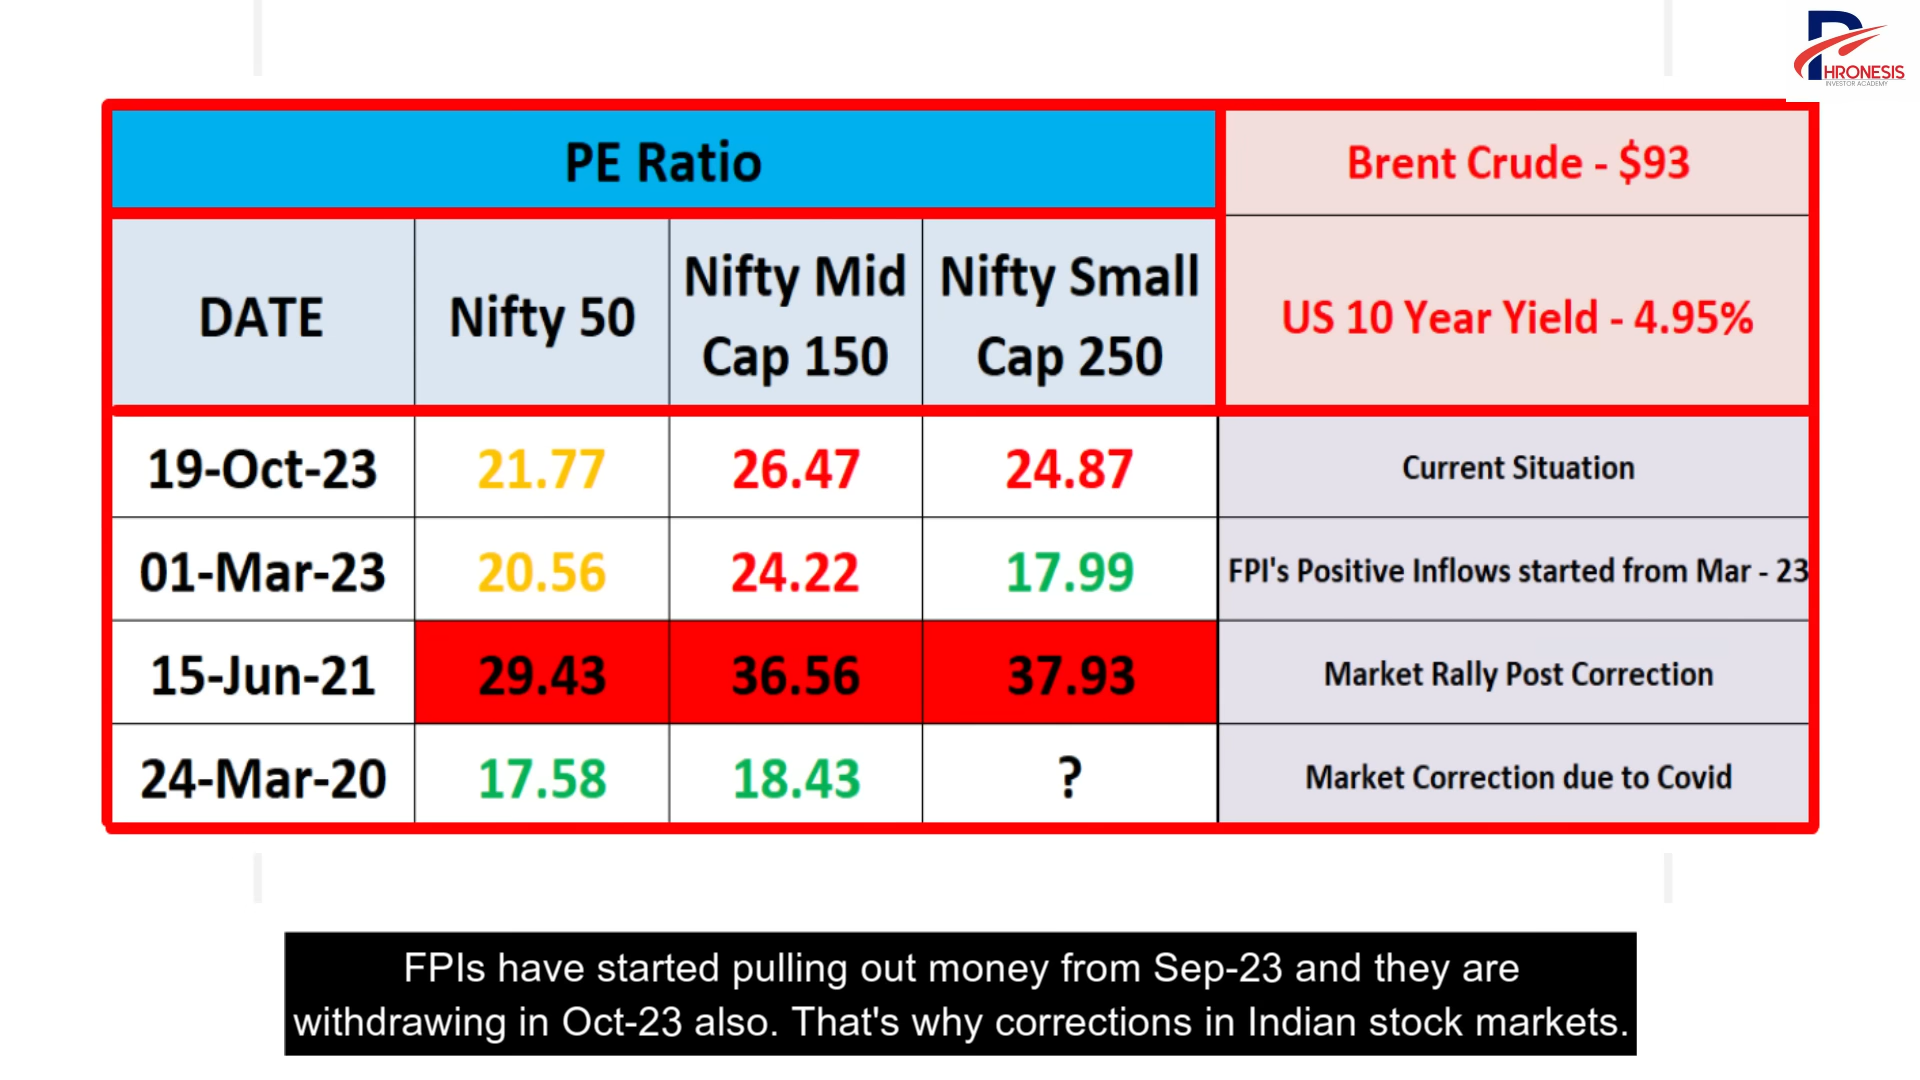 PHRONESIS
INVESTOR ACADEMY
PE Ratio
Brent Crude - $93
DATE
Nifty 50
Nifty Mid
Cap 150
Nifty Small
Cap 250
US 10 Year Yield - 4.95%
19-Oct-23 21.77 26.47 24.87 Current Situation
01-Mar-23 20.56 24.22 17.99 FPI's Positive Inflows started from Mar - 23
15-Jun-21 29.43 36.56 37.93 Market Rally Post Correction
24-Mar-20 17.58 18.43 ? Market Correction due to Covid
FPIs have started pulling out money from Sep-23 and they are
withdrawing in Oct-23 also. That's why corrections in Indian stock markets.